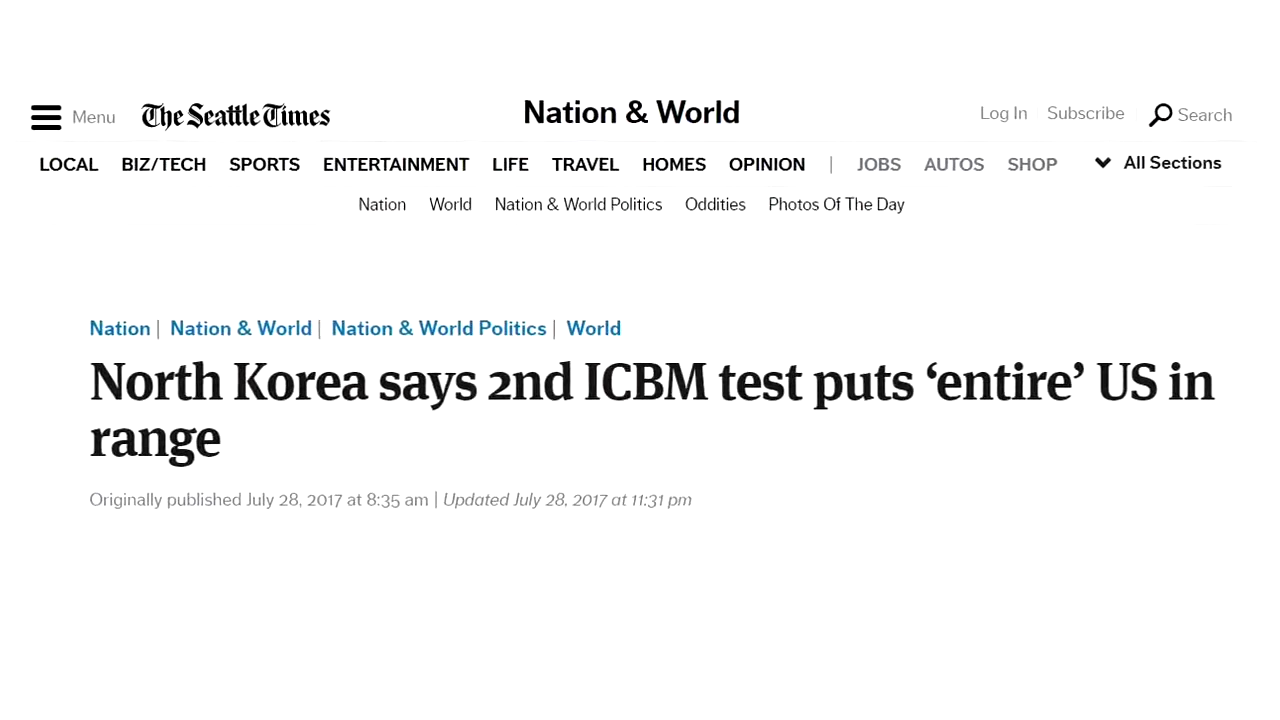 Menu The Seattle Times Nation & World Log In Subscribe Search
LOCAL BIZ/TECH SPORTS ENTERTAINMENT LIFE TRAVEL HOMES OPINION | JOBS AUTOS SHOP All Sections
Nation World Nation & World Politics Oddities Photos Of The Day
Nation | Nation & World | Nation & World Politics | World
North Korea says 2nd ICBM test puts ‘entire’ US in
range
Originally published July 28, 2017 at 8:35 am | Updated July 28, 2017 at 11:31 pm